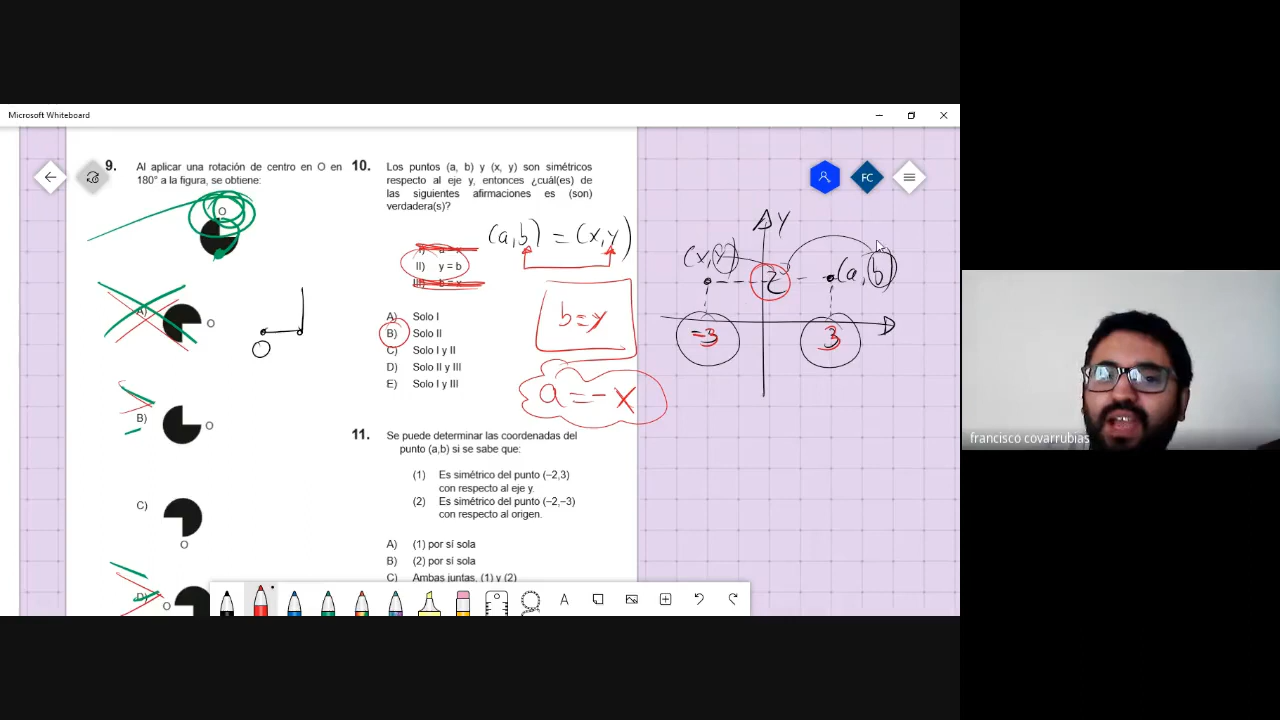 Microsoft Whiteboard
FC
9.
Al aplicar una rotación de centro en O en
180° a la figura, se obtiene:
O
A)
O
O
B)
O
C)
O
D)
O
10.
Los puntos (a, b) y (x, y) son simétricos
respecto al eje y, entonces ¿cuál(es) de
las siguientes afirmaciones es (son)
verdadera(s)?
(a,b) = (x,y)
I) a = x
II) y = b
III) b = x
b = y
A) Solo I
B) Solo II
C) Solo I y II
D) Solo II y III
E) Solo I y III
a = - x
11.
Se puede determinar las coordenadas del
punto (a,b) si se sabe que:
(1) Es simétrico del punto (–2,3)
con respecto al eje y.
(2) Es simétrico del punto (–2,–3)
con respecto al origen.
A) (1) por sí sola
B) (2) por sí sola
C) Ambas juntas, (1) y (2)
Y
(x,y)
2
(a,b)
-3
3
A
francisco covarrubias